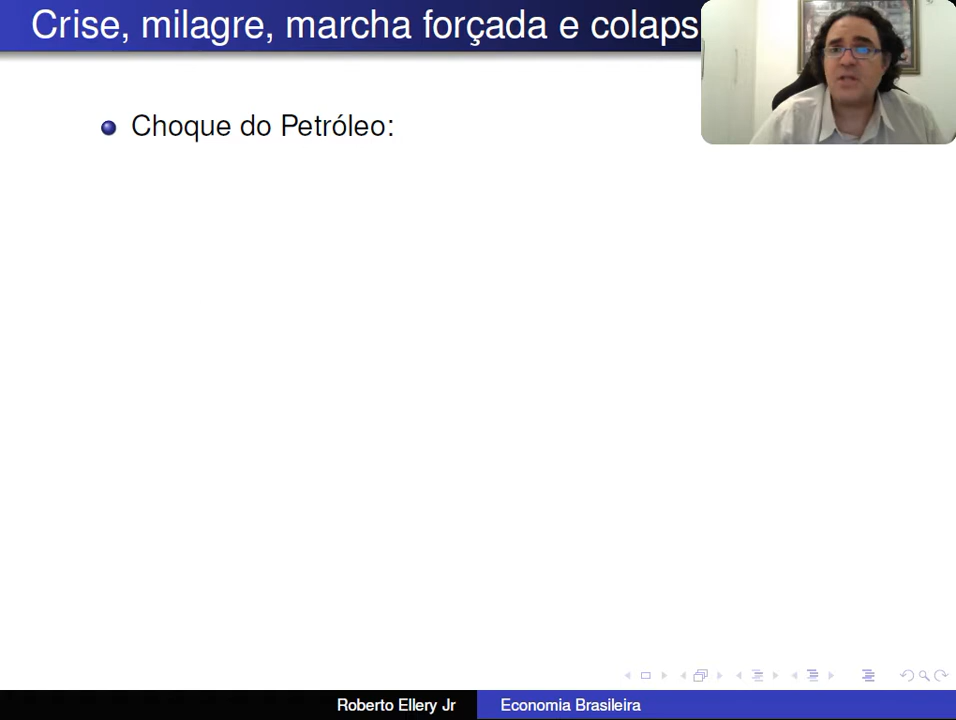 Crise, milagre, marcha forçada e colaps
Choque do Petróleo:
Roberto Ellery Jr
Economia Brasileira